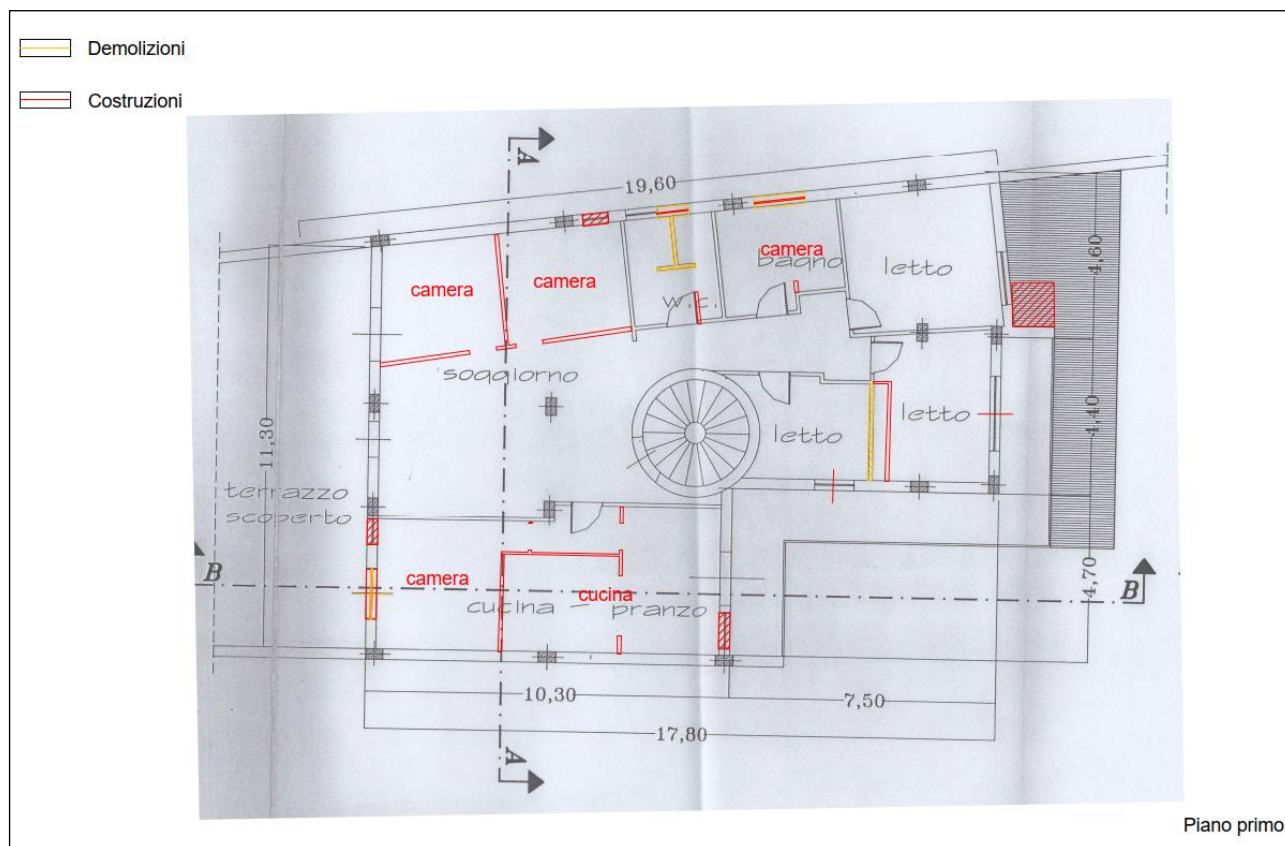 Demolizioni
Costruzioni
A
19,60
camera
camera
camera
bagno
letto
4,60
w.c.
soggiorno
letto
letto
4,40
11,30
terrazzo
scoperto
B
camera
cucina
cucina - pranzo
B
4,70
10,30
7,50
17,80
A
Piano primo